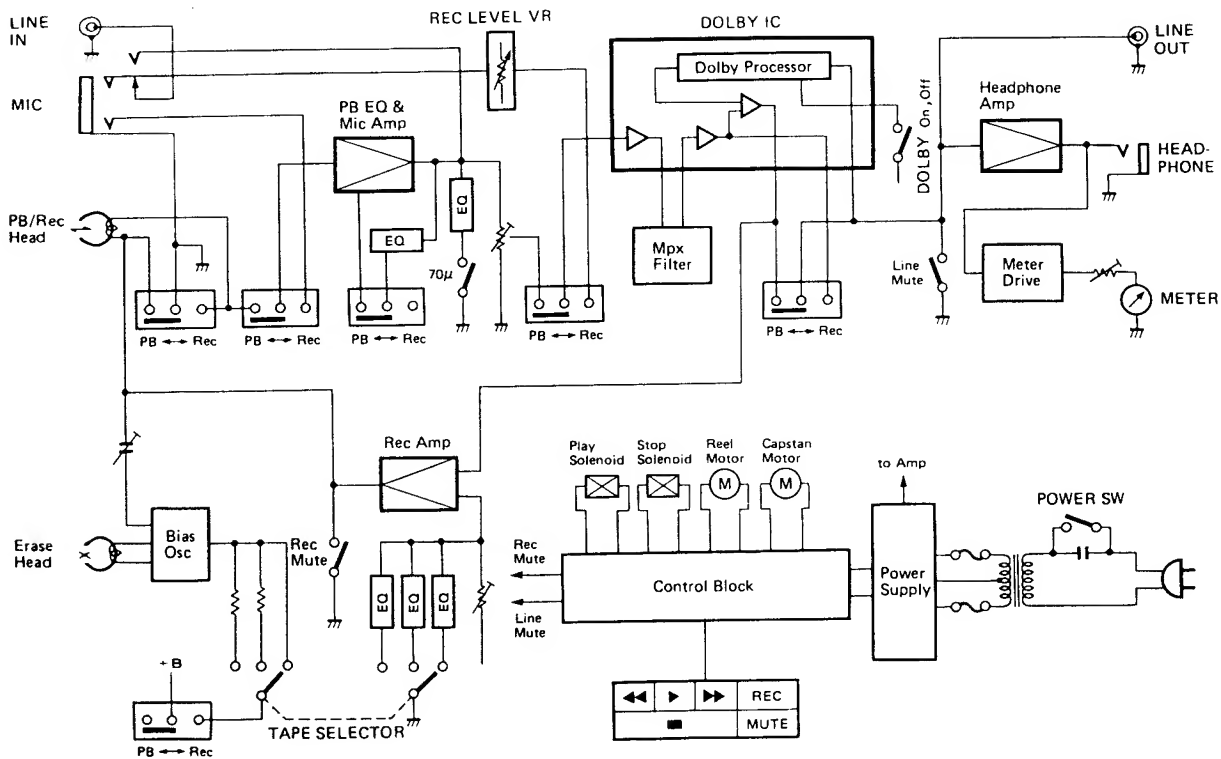 LINE
IN
MIC
REC LEVEL VR
DOLBY IC
Dolby Processor
LINE
OUT
PB EQ &
Mic Amp
DOLBY On,Off
Headphone
Amp
HEAD-
PHONE
PB/Rec
Head
EQ
EQ
70μ
Mpx
Filter
Line
Mute
Meter
Drive
METER
PB ↔ Rec
PB ↔ Rec
PB ↔ Rec
PB ↔ Rec
PB ↔ Rec
Rec Amp
Play
Solenoid
Stop
Solenoid
Reel
Motor
Capstan
Motor
M
M
to Amp
POWER SW
Erase
Head
Bias
Osc
Rec
Mute
EQ
EQ
EQ
Rec
Mute
Line
Mute
Control Block
Power
Supply
+B
TAPE SELECTOR
PB ↔ Rec
REC
MUTE